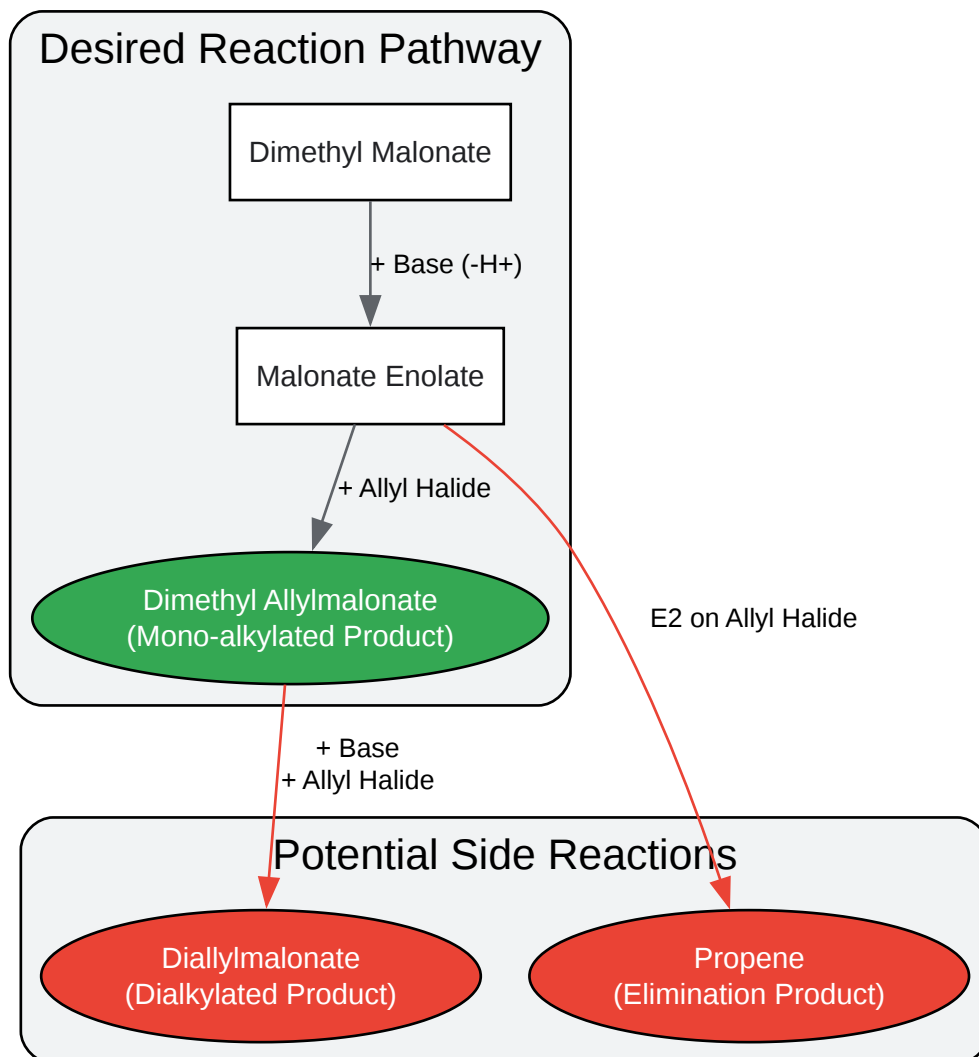 Desired Reaction Pathway
Dimethyl Malonate
+ Base (-H+)
Malonate Enolate
+ Allyl Halide
Dimethyl Allylmalonate
(Mono-alkylated Product)
E2 on Allyl Halide
+ Base
+ Allyl Halide
Potential Side Reactions
Diallylmalonate
(Dialkylated Product)
Propene
(Elimination Product)